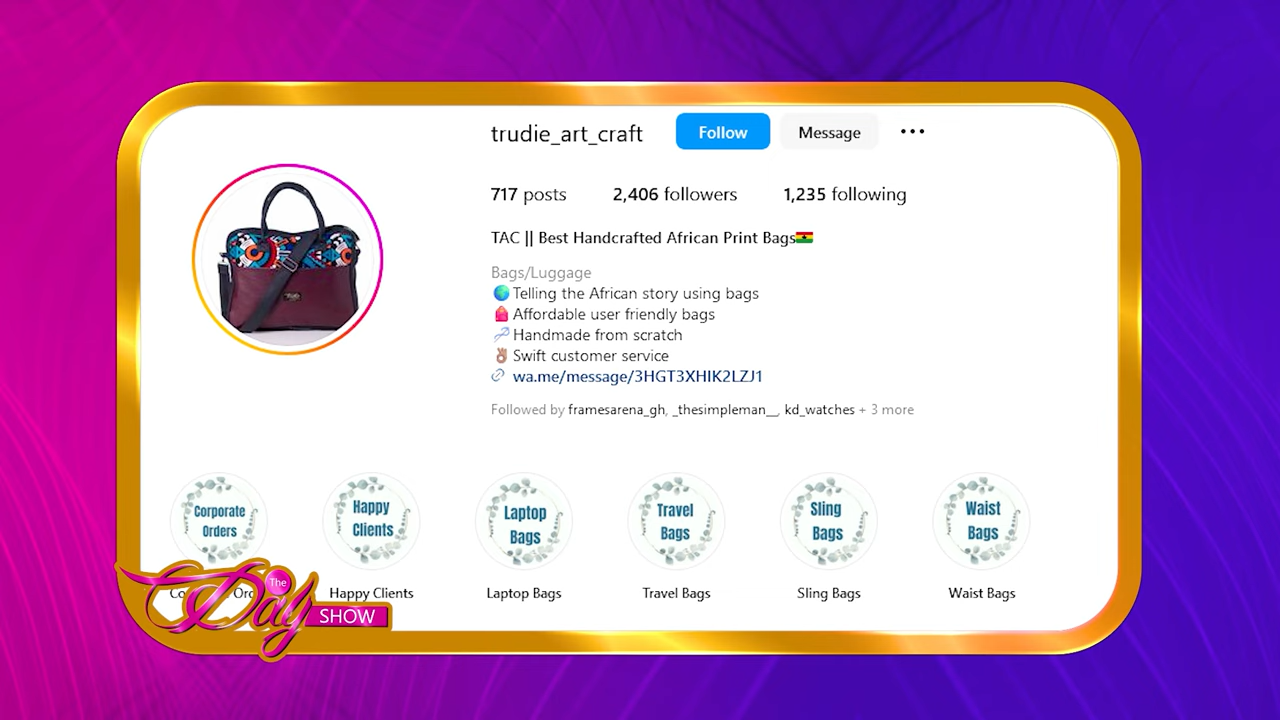 trudie_art_craft Follow Message •••
717 posts 2,406 followers 1,235 following
TAC || Best Handcrafted African Print Bags🇬🇭
Bags/Luggage
🌍 Telling the African story using bags
👜 Affordable user friendly bags
🪡 Handmade from scratch
👌🏽 Swift customer service
🔗 wa.me/message/3HGT3XHIK2LZJ1
Followed by framesarena_gh, _thesimpleman__, kd_watches + 3 more
Corporate
Orders
Happy
Clients
Laptop
Bags
Travel
Bags
Sling
Bags
Waist
Bags
Happy Clients
Laptop Bags
Travel Bags
Sling Bags
Waist Bags
The
Day
SHOW